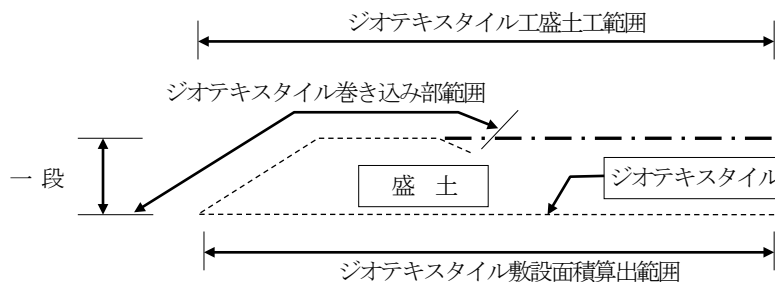 ジオテキスタイル工盛土工範囲
ジオテキスタイル巻き込み部範囲
一 段
盛 土
ジオテキスタイル
ジオテキスタイル敷設面積算出範囲